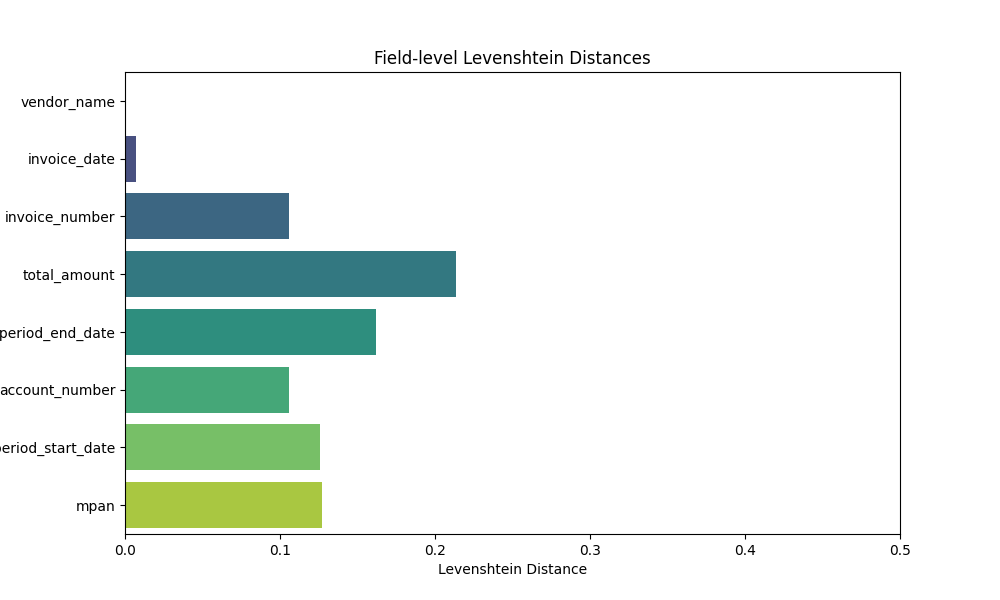 Field-level Levenshtein Distances
vendor_name
invoice_date
invoice_number
total_amount
period_end_date
account_number
period_start_date
mpan
0.0 0.1 0.2 0.3 0.4 0.5
Levenshtein Distance